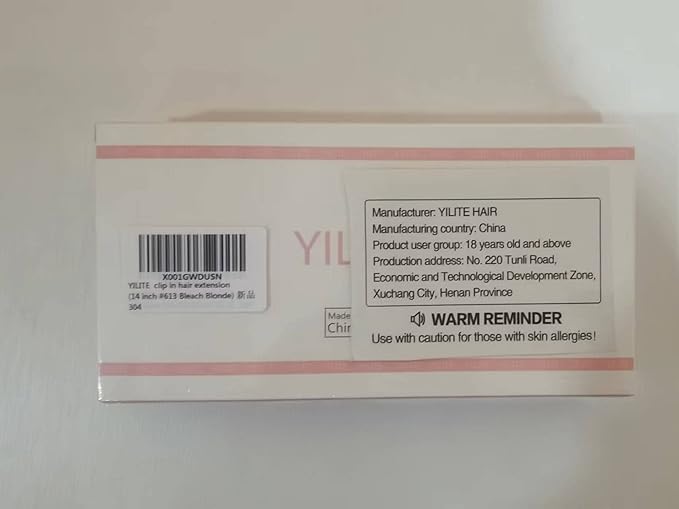 X001GWDUSN
YILITE clip in hair extension
(14 inch #613 Bleach Blonde) 新品
304
YIL
Made
Chin
Manufacturer: YILITE HAIR
Manufacturing country: China
Product user group: 18 years old and above
Production address: No. 220 Tunli Road,
Economic and Technological Development Zone,
Xuchang City, Henan Province
WARM REMINDER
Use with caution for those with skin allergies!